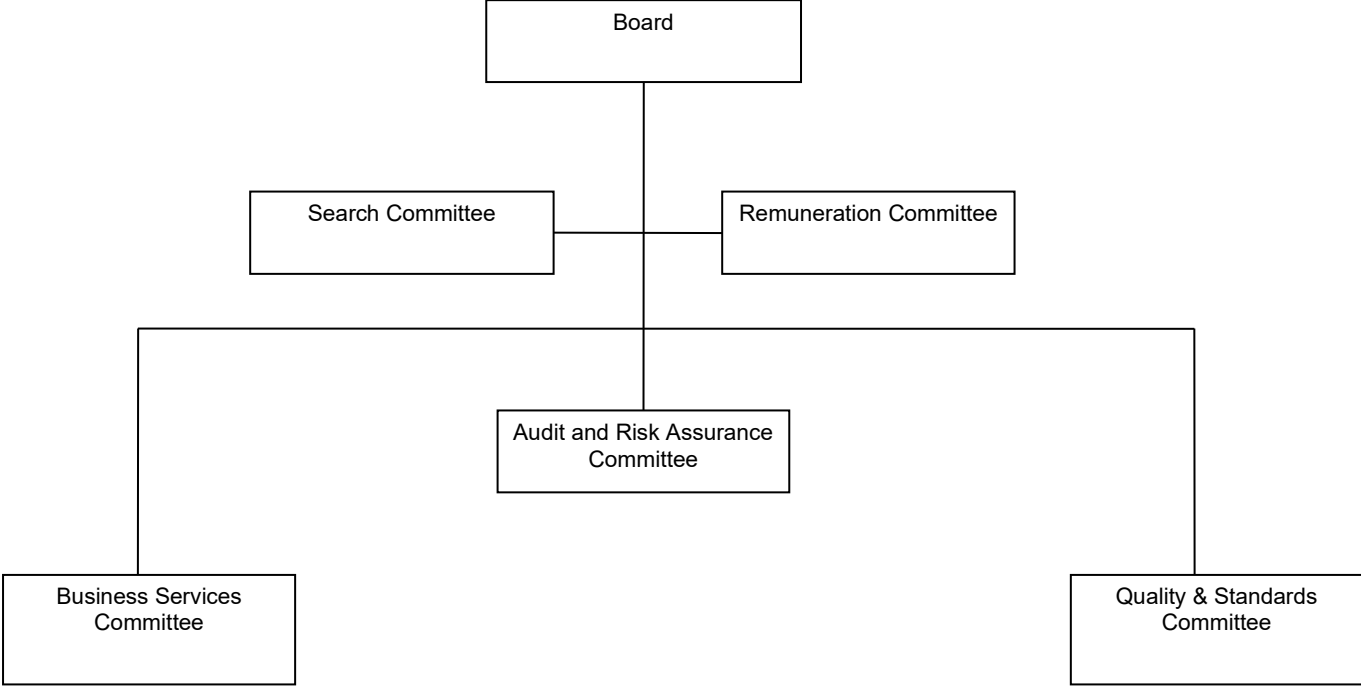 Board
Search Committee
Remuneration Committee
Audit and Risk Assurance
Committee
Business Services
Committee
Quality & Standards
Committee